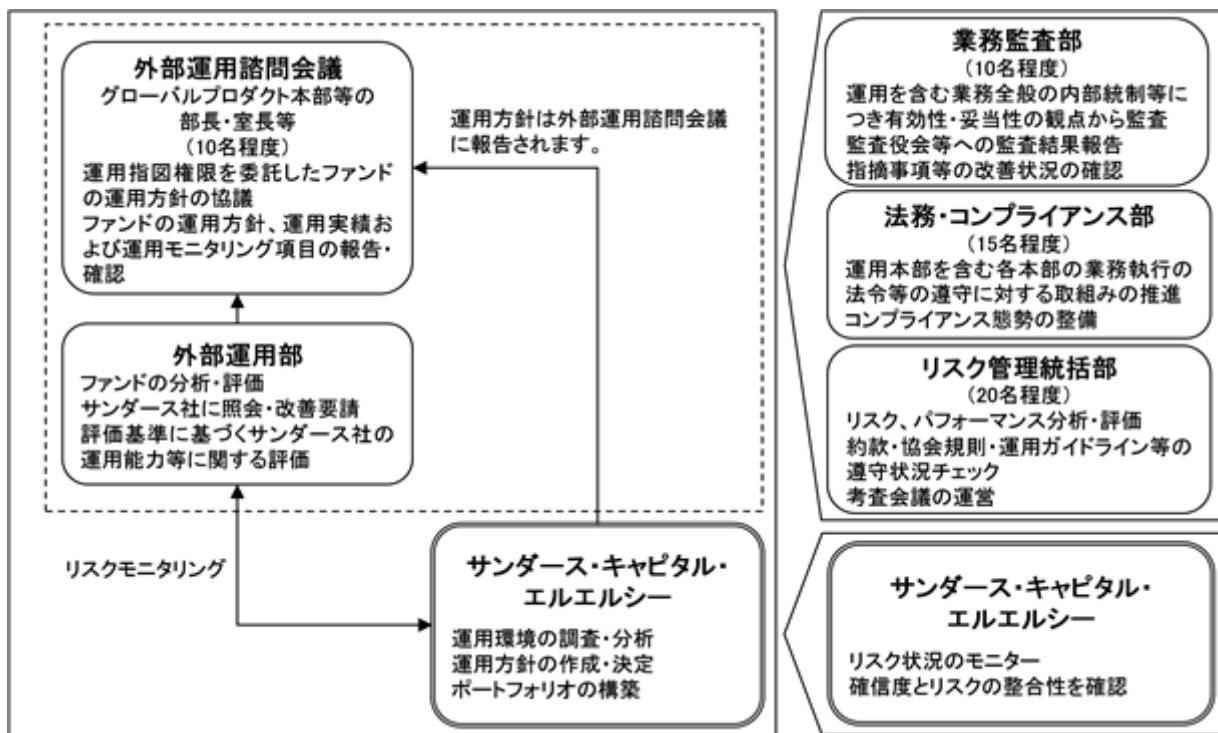 外部運用諮問会議
グローバルプロダクト本部等の
部長・室長等
（10名程度）
運用指図権限を委託したファンド
の運用方針の協議
ファンドの運用方針、運用実績お
よび運用モニタリング項目の報告・
確認
運用方針は外部運用諮問会議
に報告されます。
外部運用部
ファンドの分析・評価
サンダース社に照会・改善要請
評価基準に基づくサンダース社の
運用能力等に関する評価
リスクモニタリング
サンダース・キャピタル・
エルエルシー
運用環境の調査・分析
運用方針の作成・決定
ポートフォリオの構築
業務監査部
（10名程度）
運用を含む業務全般の内部統制等に
つき有効性・妥当性の観点から監査
監査役会等への監査結果報告
指摘事項等の改善状況の確認
法務・コンプライアンス部
（15名程度）
運用本部を含む各本部の業務執行の
法令等の遵守に対する取組みの推進
コンプライアンス態勢の整備
リスク管理統括部
（20名程度）
リスク、パフォーマンス分析・評価
約款・協会規則・運用ガイドライン等の
遵守状況チェック
考査会議の運営
サンダース・キャピタル・
エルエルシー
リスク状況のモニター
確信度とリスクの整合性を確認